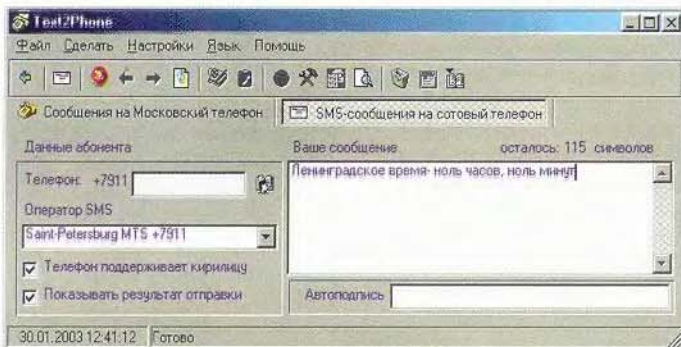 Text2Phone
Файл Сделать Настройки Язык Помощь
Сообщения на Московский телефон SMS-сообщения на сотовый телефон
Данные абонента
Телефон: +7911
Оператор SMS
Saint-Petersburg MTS +7911
Телефон поддерживает кирилицу
Показывать результат отправки
Ваше сообщение осталось: 115 символов
Ленинградское время- ноль часов, ноль минут
Автоподпись
30.01.2003 12:41:12 Готово